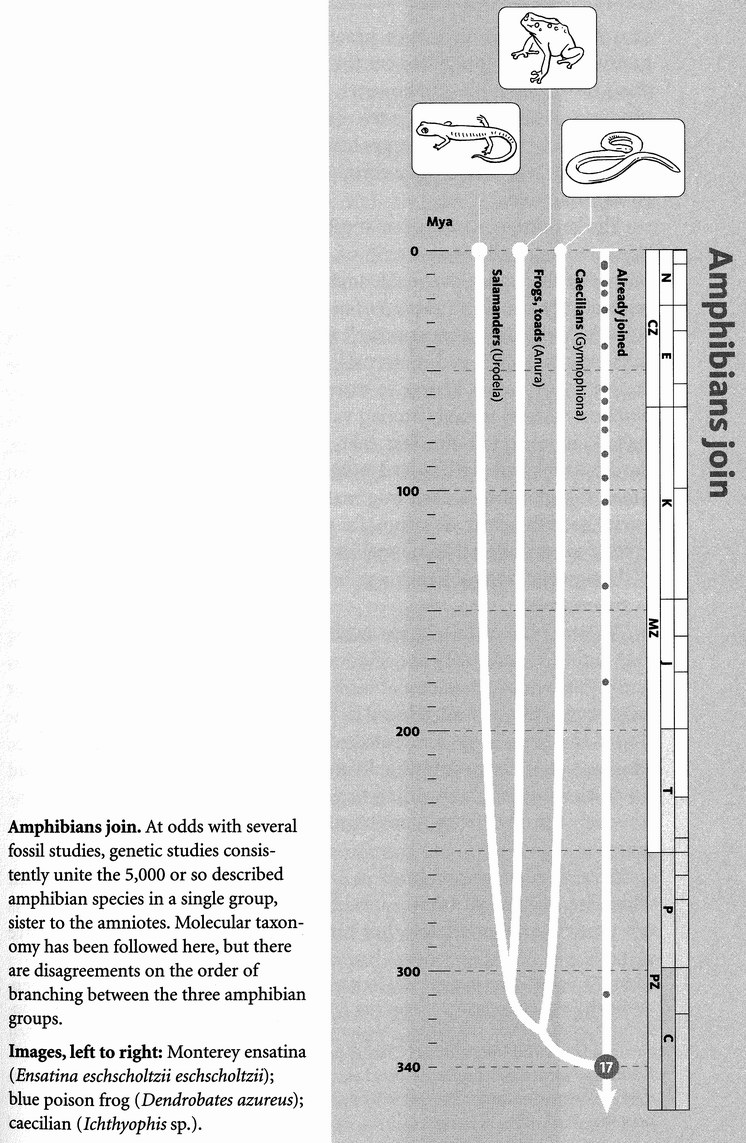 Amphibians join
Mya
0
100
200
300
340
Salamanders (Urodela)
Frogs, toads (Anura)
Caecilians (Gymnophiona)
Already joined
17
CZ
MZ
PZ
N
E
K
J
T
P
C
Amphibians join. At odds with several
fossil studies, genetic studies consis-
tently unite the 5,000 or so described
amphibian species in a single group,
sister to the amniotes. Molecular taxon-
omy has been followed here, but there
are disagreements on the order of
branching between the three amphibian
groups.
Images, left to right: Monterey ensatina
(Ensatina eschscholtzii eschscholtzii);
blue poison frog (Dendrobates azureus);
caecilian (Ichthyophis sp.).